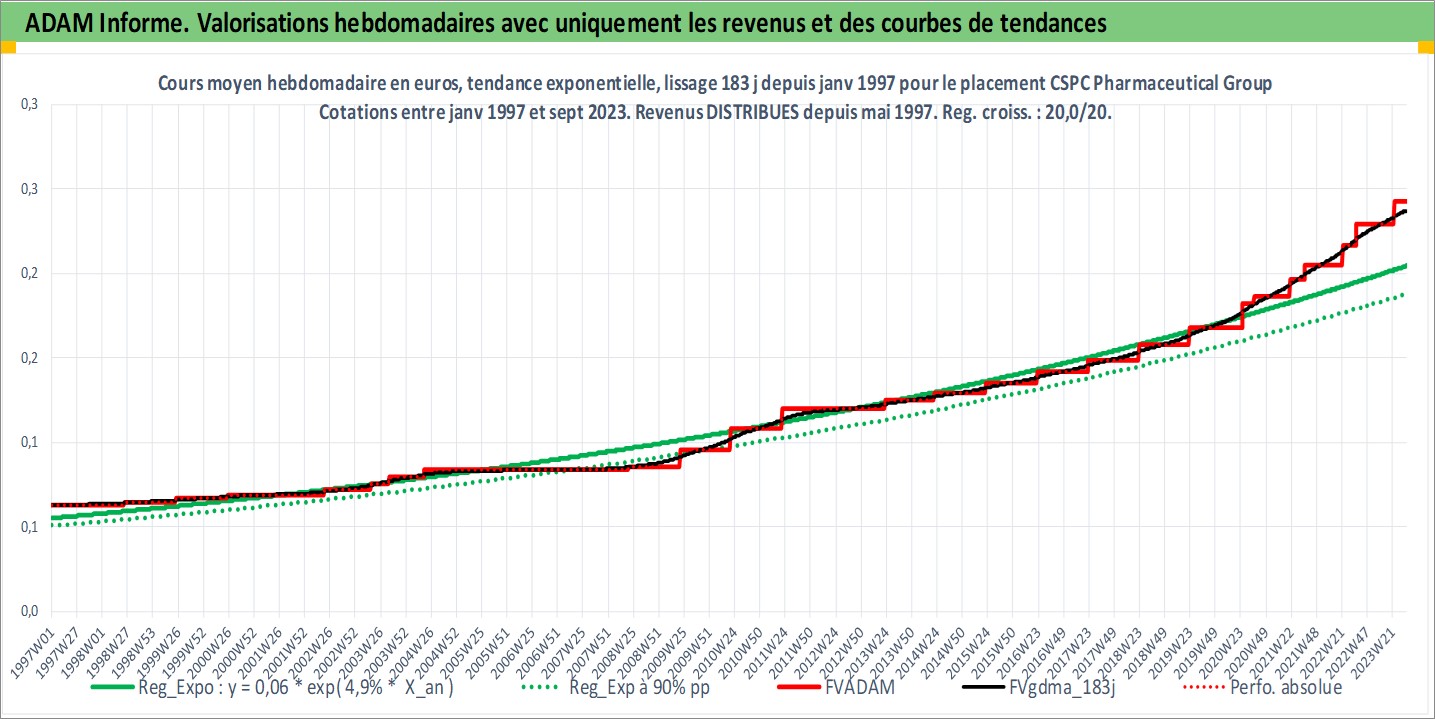 ADAM Informe. Valorisations hebdomadaires avec uniquement les revenus et des courbes de tendances
Cours moyen hebdomadaire en euros, tendance exponentielle, lissage 183 j depuis janv 1997 pour le placement CSPC Pharmaceutical Group
Cotations entre janv 1997 et sept 2023. Revenus DISTRIBUES depuis mai 1997. Reg. croiss. : 20,0/20.
0,3
0,3
0,2
0,2
0,1
0,1
0,0
1997W01
1997W27
1998W01
1998W27
1998W53
1999W26
1999W52
2000W26
2000W52
2001W26
2001W52
2002W26
2002W52
2003W26
2003W52
2004W26
2004W52
2005W25
2005W51
2006W25
2006W51
2007W25
2007W51
2008W25
2008W51
2009W25
2009W51
2010W24
2010W50
2011W24
2011W50
2012W24
2012W50
2013W24
2013W50
2014W24
2014W50
2015W24
2015W50
2016W23
2016W49
2017W23
2017W49
2018W23
2018W49
2019W23
2019W49
2020W23
2020W49
2021W22
2021W48
2022W21
2022W47
2023W21
Reg_Expo : y = 0,06 * exp( 4,9% * X_an )
Reg_Exp à 90% pp
FVADAM
FVgdma_183j
Perfo. absolue